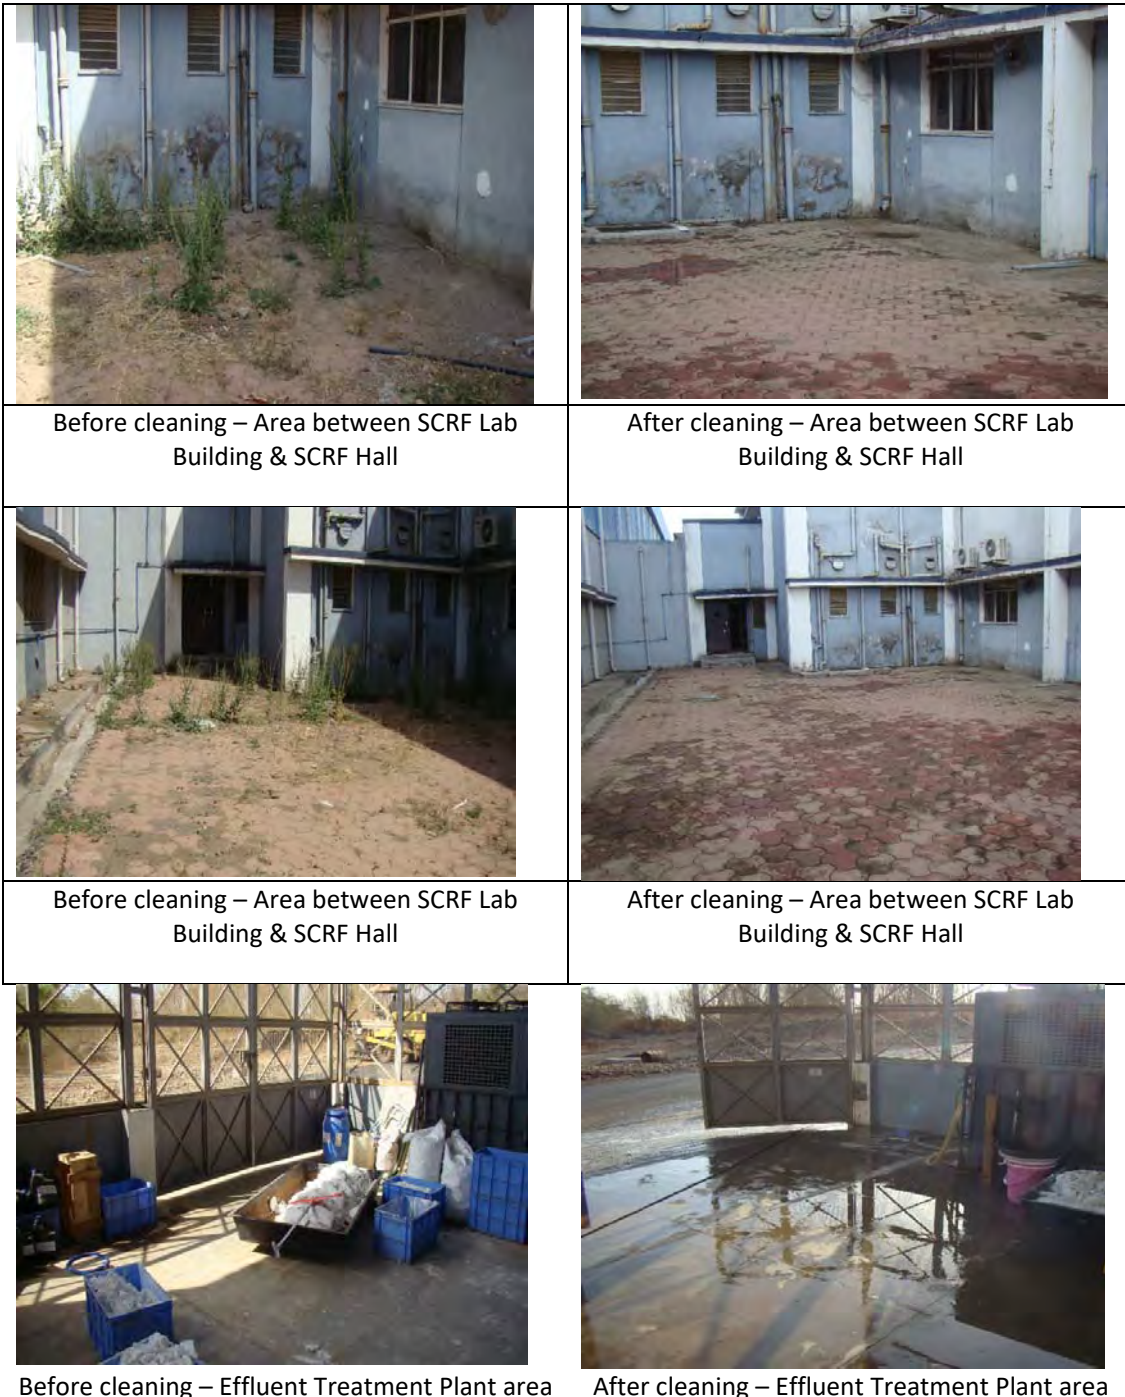 Before cleaning – Area between SCRF Lab
Building & SCRF Hall
After cleaning – Area between SCRF Lab
Building & SCRF Hall
Before cleaning – Area between SCRF Lab
Building & SCRF Hall
After cleaning – Area between SCRF Lab
Building & SCRF Hall
Before cleaning – Effluent Treatment Plant area
After cleaning – Effluent Treatment Plant area